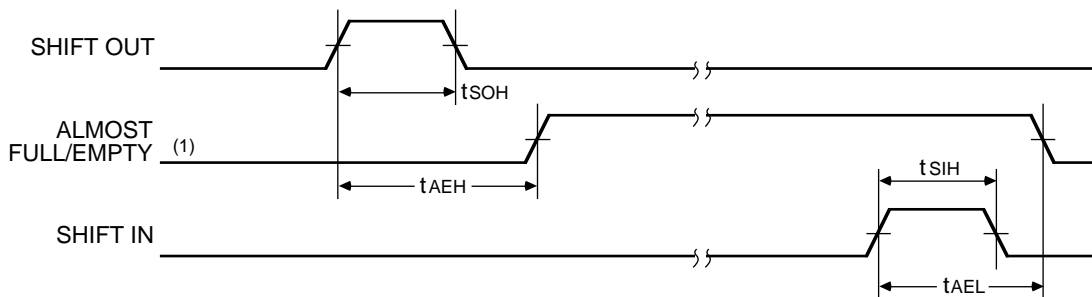 SHIFT OUT
tSOH
ALMOST
FULL/EMPTY (1)
tAEH
tSIH
SHIFT IN
tAEL